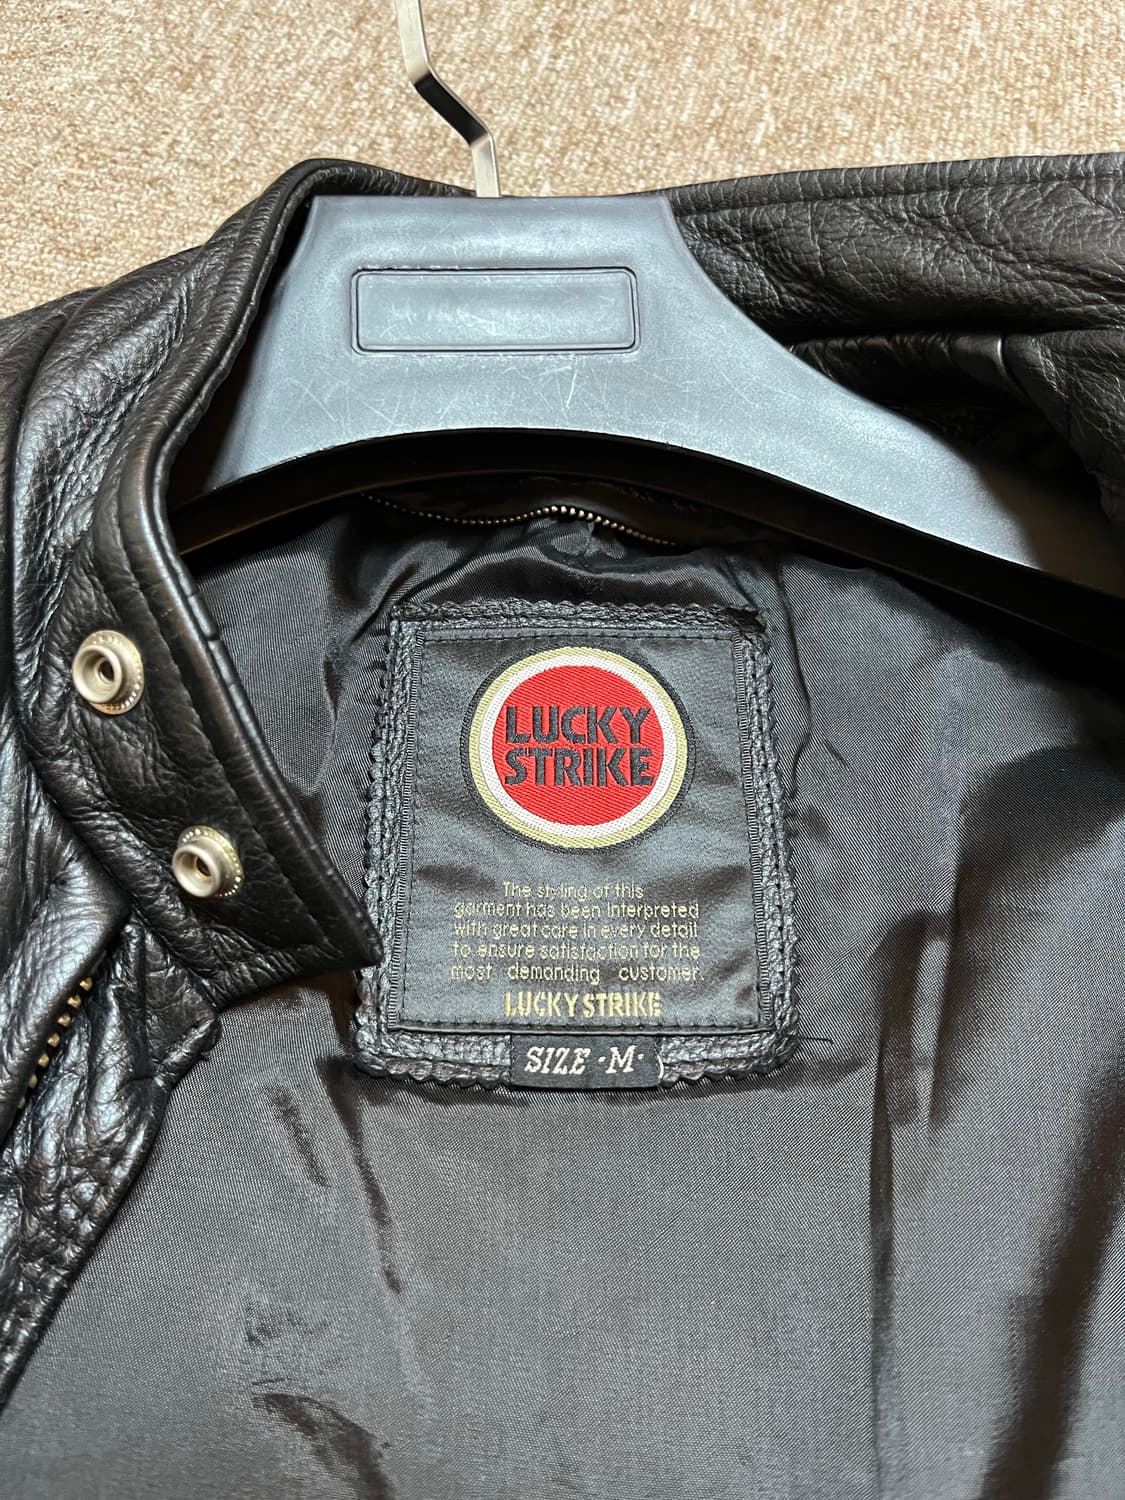 LUCKY
STRIKE
The styling of this
garment has been interpreted
with great care in every detail
to ensure satisfaction for the
most demanding customer.
LUCKY STRIKE
SIZE ·M·